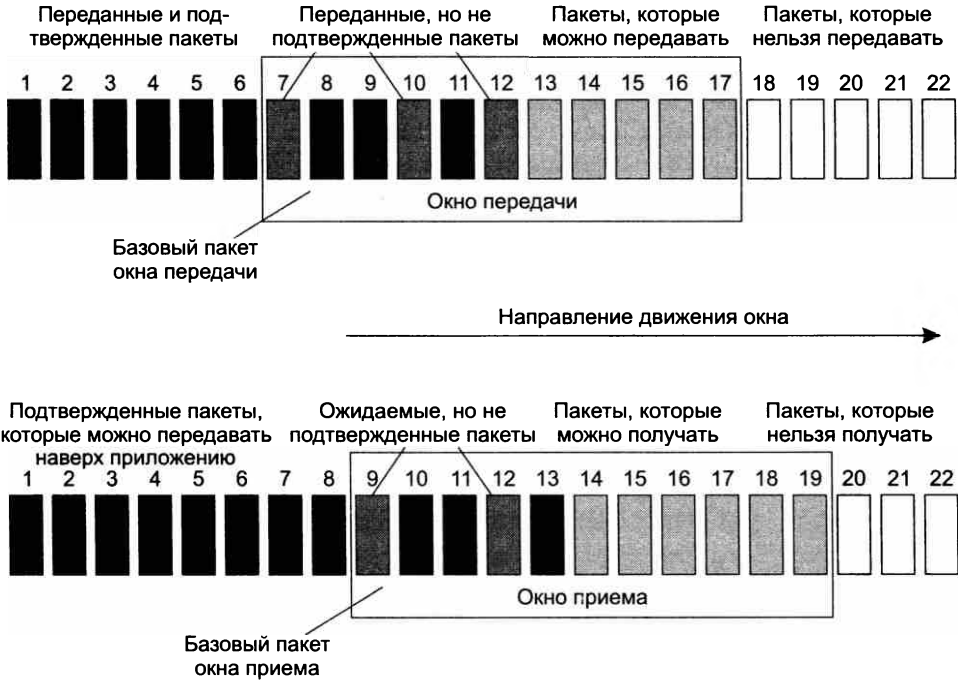 Переданные и под-
твержденные пакеты
Переданные, но не
подтвержденные пакеты
Пакеты, которые
можно передавать
Пакеты, которые
нельзя передавать
1 2 3 4 5 6 7 8 9 10 11 12 13 14 15 16 17 18 19 20 21 22
Окно передачи
Базовый пакет
окна передачи
Направление движения окна
Подтвержденные пакеты,
которые можно передавать
наверх приложению
Ожидаемые, но не
подтвержденные пакеты
Пакеты, которые
можно получать
Пакеты, которые
нельзя получать
1 2 3 4 5 6 7 8 9 10 11 12 13 14 15 16 17 18 19 20 21 22
Окно приема
Базовый пакет
окна приема